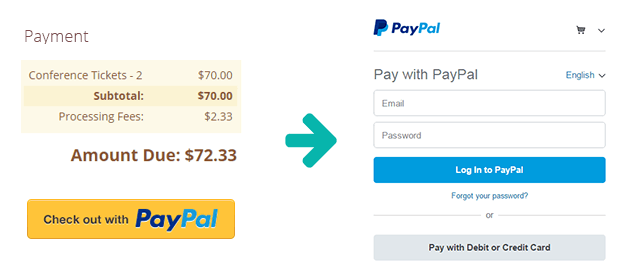 Payment
Conference Tickets - 2 $70.00
Subtotal: $70.00
Processing Fees: $2.33
Amount Due: $72.33
Check out with PayPal
PayPal
Pay with PayPal English
Email
Password
Log In to PayPal
Forgot your password?
or
Pay with Debit or Credit Card